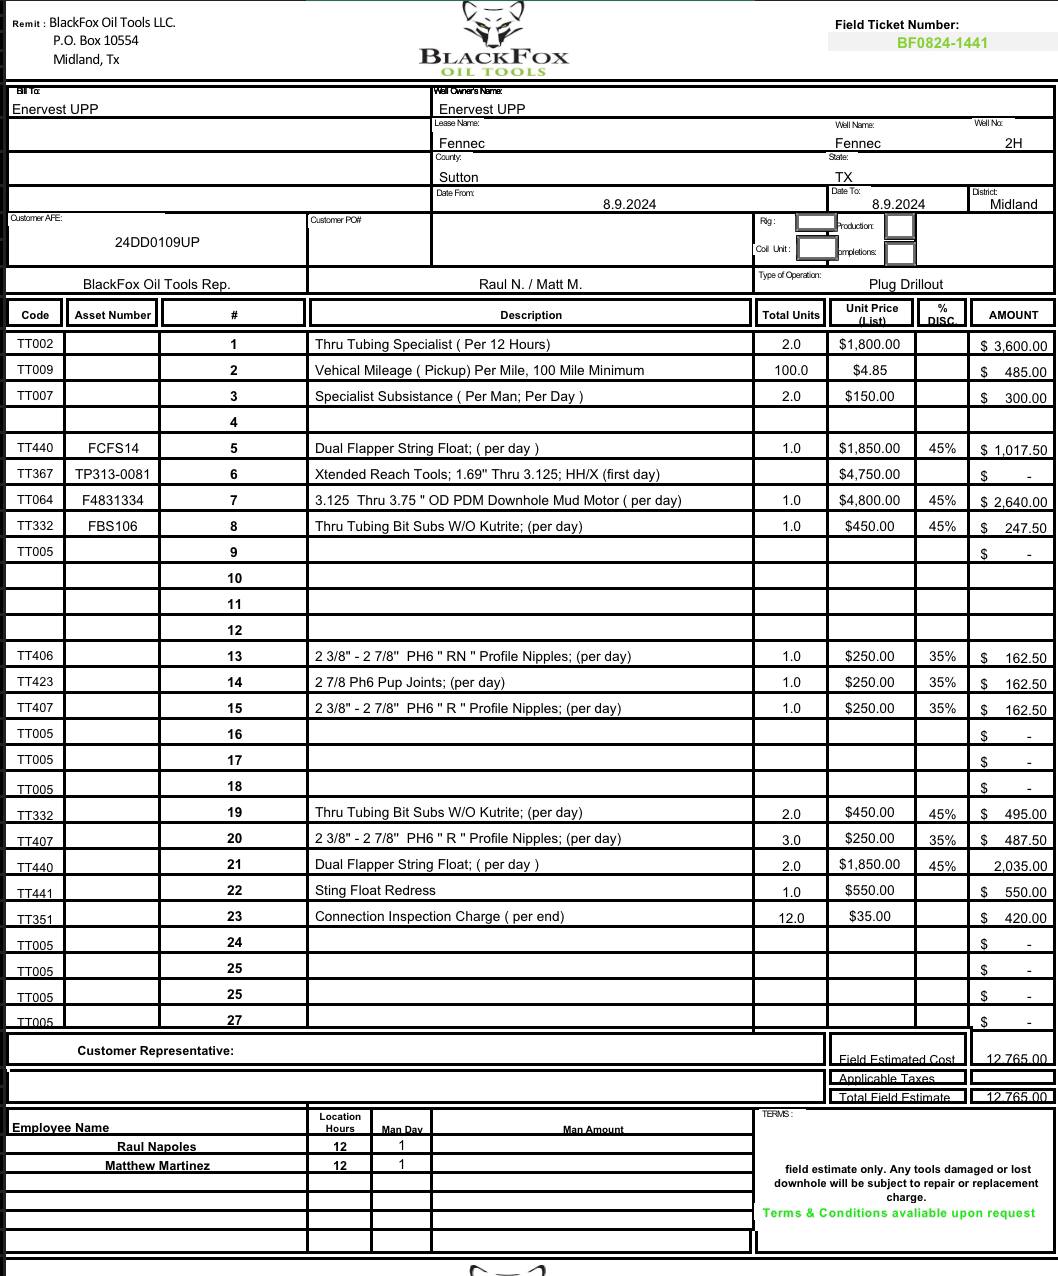 Remit : BlackFox Oil Tools LLC.
P.O. Box 10554
Midland, Tx
BLACKFOX
OIL TOOLS
Field Ticket Number:
BF0824-1441
Bill To:
Enervest UPP
Well Owner's Name:
Enervest UPP
Lease Name: Well Name: Well No:
Fennec Fennec 2H
County: State:
Sutton TX
Date From: Date To: District:
8.9.2024 8.9.2024 Midland
Customer AFE: Customer PO# Rig : Production:
24DD0109UP
Coil Unit : ompletions:
BlackFox Oil Tools Rep. Raul N. / Matt M. Type of Operation: Plug Drillout
Code Asset Number # Description Total Units Unit Price (List) % DISC. AMOUNT
TT002 1 Thru Tubing Specialist ( Per 12 Hours) 2.0 $1,800.00 $ 3,600.00
TT009 2 Vehical Mileage ( Pickup) Per Mile, 100 Mile Minimum 100.0 $4.85 $ 485.00
TT007 3 Specialist Subsistance ( Per Man; Per Day ) 2.0 $150.00 $ 300.00
4
TT440 FCFS14 5 Dual Flapper String Float; ( per day ) 1.0 $1,850.00 45% $ 1,017.50
TT367 TP313-0081 6 Xtended Reach Tools; 1.69" Thru 3.125; HH/X (first day) $4,750.00 $ -
TT064 F4831334 7 3.125 Thru 3.75 " OD PDM Downhole Mud Motor ( per day) 1.0 $4,800.00 45% $ 2,640.00
TT332 FBS106 8 Thru Tubing Bit Subs W/O Kutrite; (per day) 1.0 $450.00 45% $ 247.50
TT005 9 $ -
10
11
12
TT406 13 2 3/8" - 2 7/8" PH6 " RN " Profile Nipples; (per day) 1.0 $250.00 35% $ 162.50
TT423 14 2 7/8 Ph6 Pup Joints; (per day) 1.0 $250.00 35% $ 162.50
TT407 15 2 3/8" - 2 7/8" PH6 " R " Profile Nipples; (per day) 1.0 $250.00 35% $ 162.50
TT005 16 $ -
TT005 17 $ -
TT005 18 $ -
TT332 19 Thru Tubing Bit Subs W/O Kutrite; (per day) 2.0 $450.00 45% $ 495.00
TT407 20 2 3/8" - 2 7/8" PH6 " R " Profile Nipples; (per day) 3.0 $250.00 35% $ 487.50
TT440 21 Dual Flapper String Float; ( per day ) 2.0 $1,850.00 45% 2,035.00
TT441 22 Sting Float Redress 1.0 $550.00 $ 550.00
TT351 23 Connection Inspection Charge ( per end) 12.0 $35.00 $ 420.00
TT005 24 $ -
TT005 25 $ -
TT005 25 $ -
TT005 27 $ -
Customer Representative: Field Estimated Cost 12,765.00
Applicable Taxes
Total Field Estimate 12,765.00
Employee Name Location Hours Man Day Man Amount TERMS :
Raul Napoles 12 1
Matthew Martinez 12 1
field estimate only. Any tools damaged or lost
downhole will be subject to repair or replacement
charge.
Terms & Conditions avaliable upon request